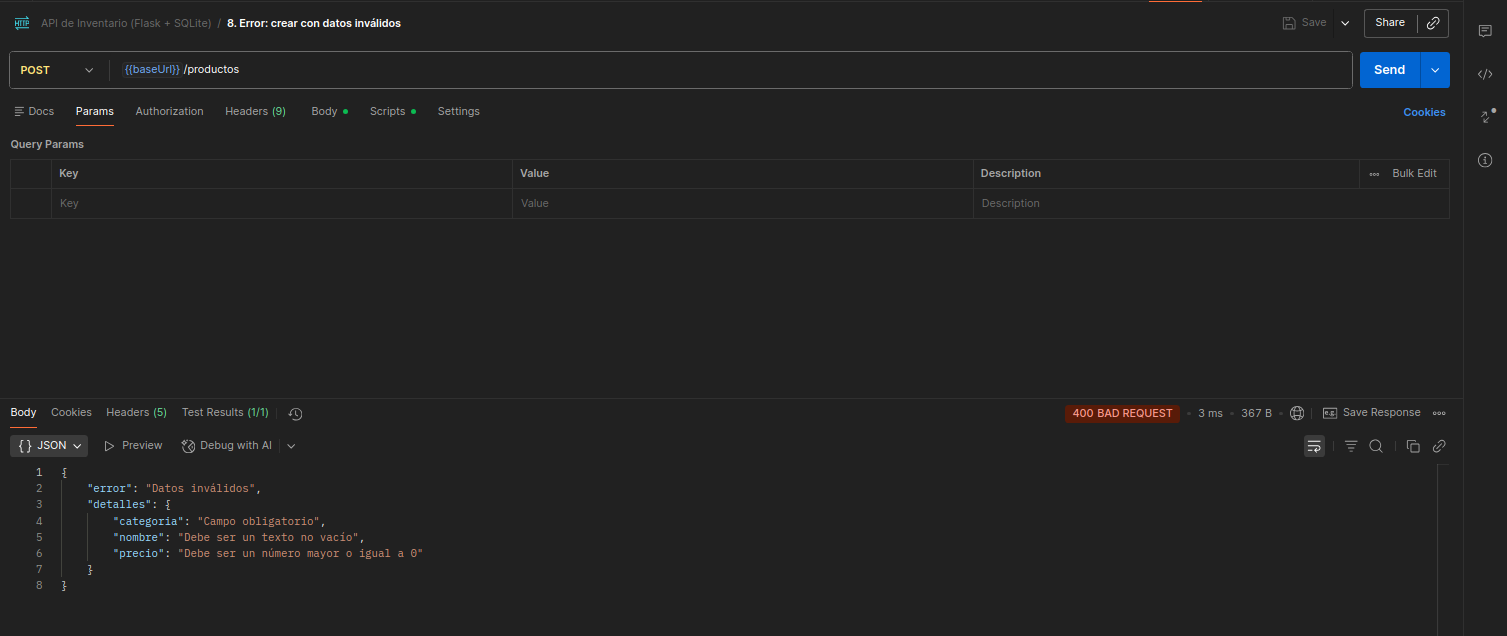 HTTP API de Inventario (Flask + SQLite) / 8. Error: crear con datos inválidos Save Share
POST {{baseUrl}} /productos Send
Docs Params Authorization Headers (9) Body Scripts Settings Cookies
Query Params
Key Value Description Bulk Edit
Key Value Description
Body Cookies Headers (5) Test Results (1/1) 400 BAD REQUEST 3 ms 367 B Save Response
{} JSON Preview Debug with AI
1 {
2 "error": "Datos inválidos",
3 "detalles": {
4 "categoria": "Campo obligatorio",
5 "nombre": "Debe ser un texto no vacío",
6 "precio": "Debe ser un número mayor o igual a 0"
7 }
8 }